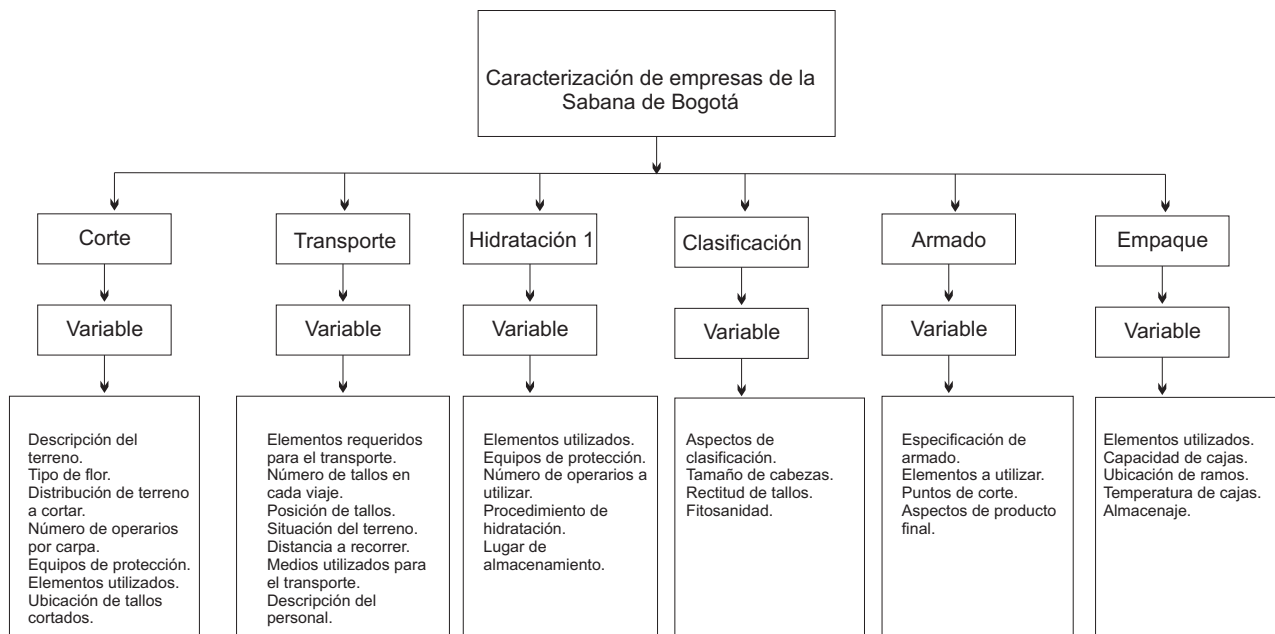 Caracterización de empresas de la
Sabana de Bogotá
Corte
Transporte
Hidratación 1
Clasificación
Armado
Empaque
Variable
Variable
Variable
Variable
Variable
Variable
Descripción del
terreno.
Tipo de flor.
Distribución de terreno
a cortar.
Número de operarios
por carpa.
Equipos de protección.
Elementos utilizados.
Ubicación de tallos
cortados.
Elementos requeridos
para el transporte.
Número de tallos en
cada viaje.
Posición de tallos.
Situación del terreno.
Distancia a recorrer.
Medios utilizados para
el transporte.
Descripción del
personal.
Elementos utilizados.
Equipos de protección.
Número de operarios a
utilizar.
Procedimiento de
hidratación.
Lugar de
almacenamiento.
Aspectos de
clasificación.
Tamaño de cabezas.
Rectitud de tallos.
Fitosanidad.
Especificación de
armado.
Elementos a utilizar.
Puntos de corte.
Aspectos de producto
final.
Elementos utilizados.
Capacidad de cajas.
Ubicación de ramos.
Temperatura de cajas.
Almacenaje.